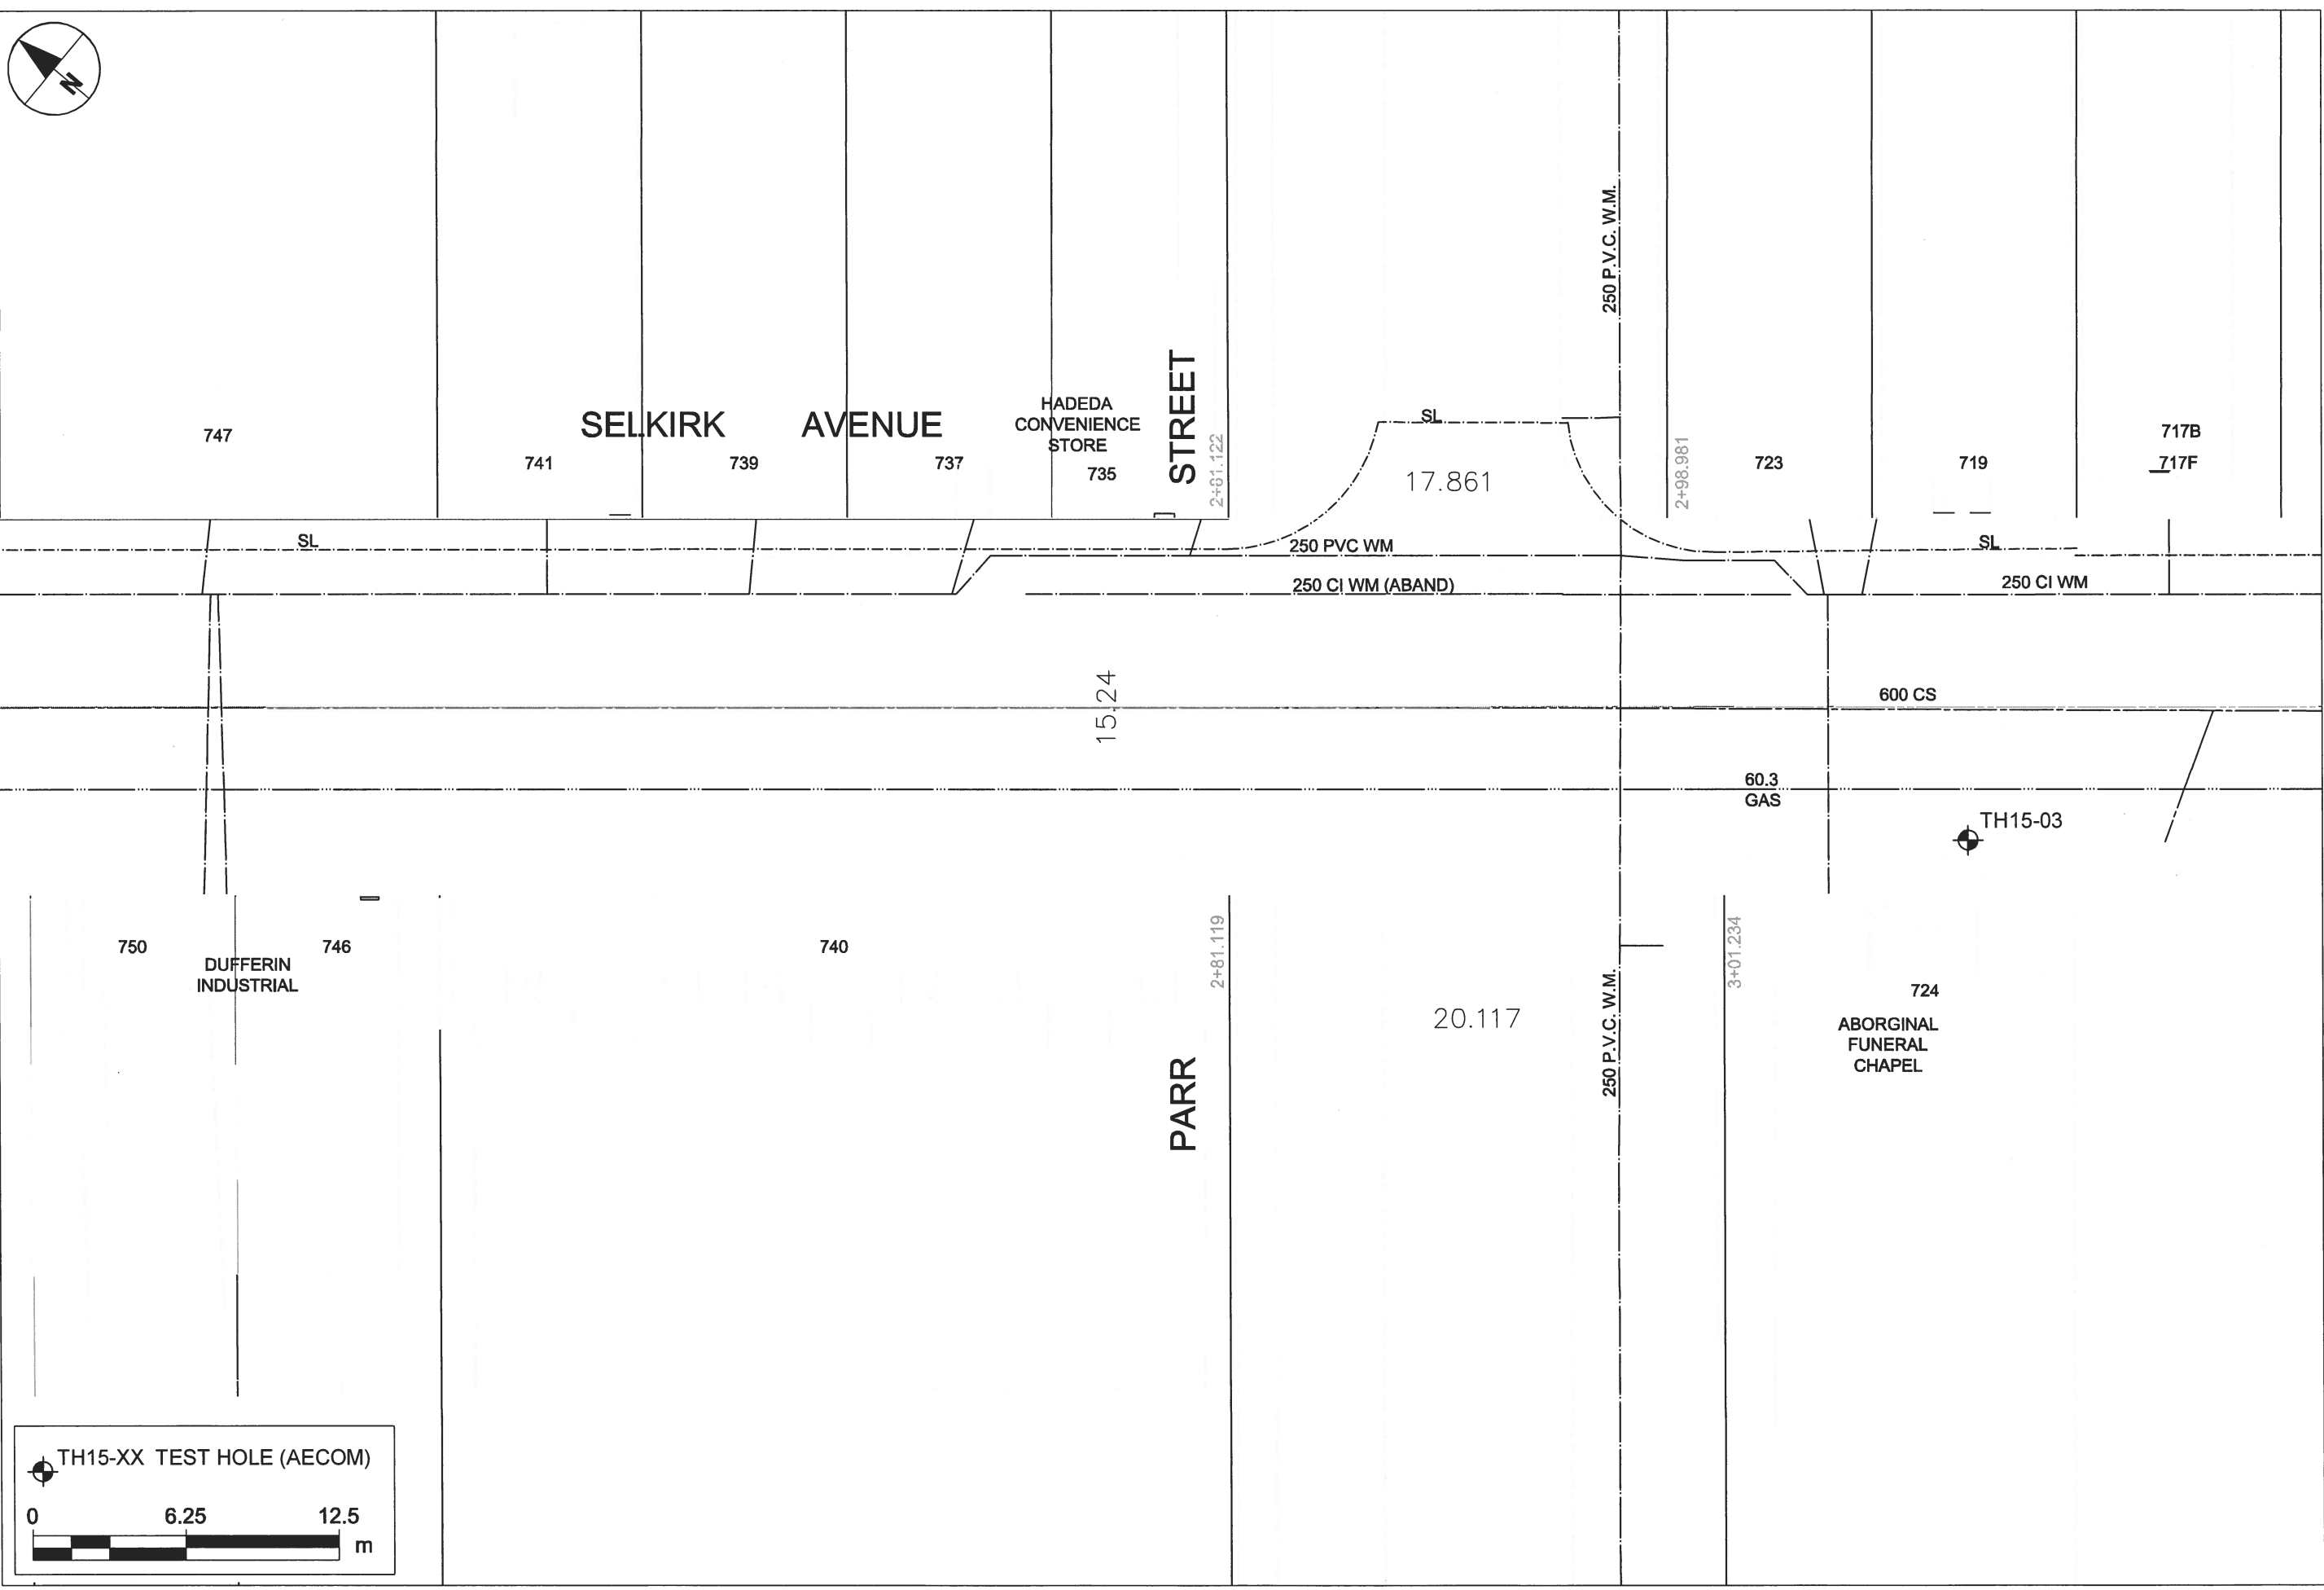 N
250 P.V.C. W.M.
STREET
HADEDA
CONVENIENCE
STORE
SELKIRK AVENUE
SL
747
741
739
737
735
2+81.122
17.861
2+98.981
723
719
717B
717F
SL
250 PVC WM
SL
250 CI WM (ABAND)
250 CI WM
15.24
600 CS
60.3
GAS
TH15-03
750
746
DUFFERIN
INDUSTRIAL
740
2+81.119
3+01.234
20.117
250 P.V.C. W.M.
PARR
724
ABORGINAL
FUNERAL
CHAPEL
TH15-XX TEST HOLE (AECOM)
0 6.25 12.5
m